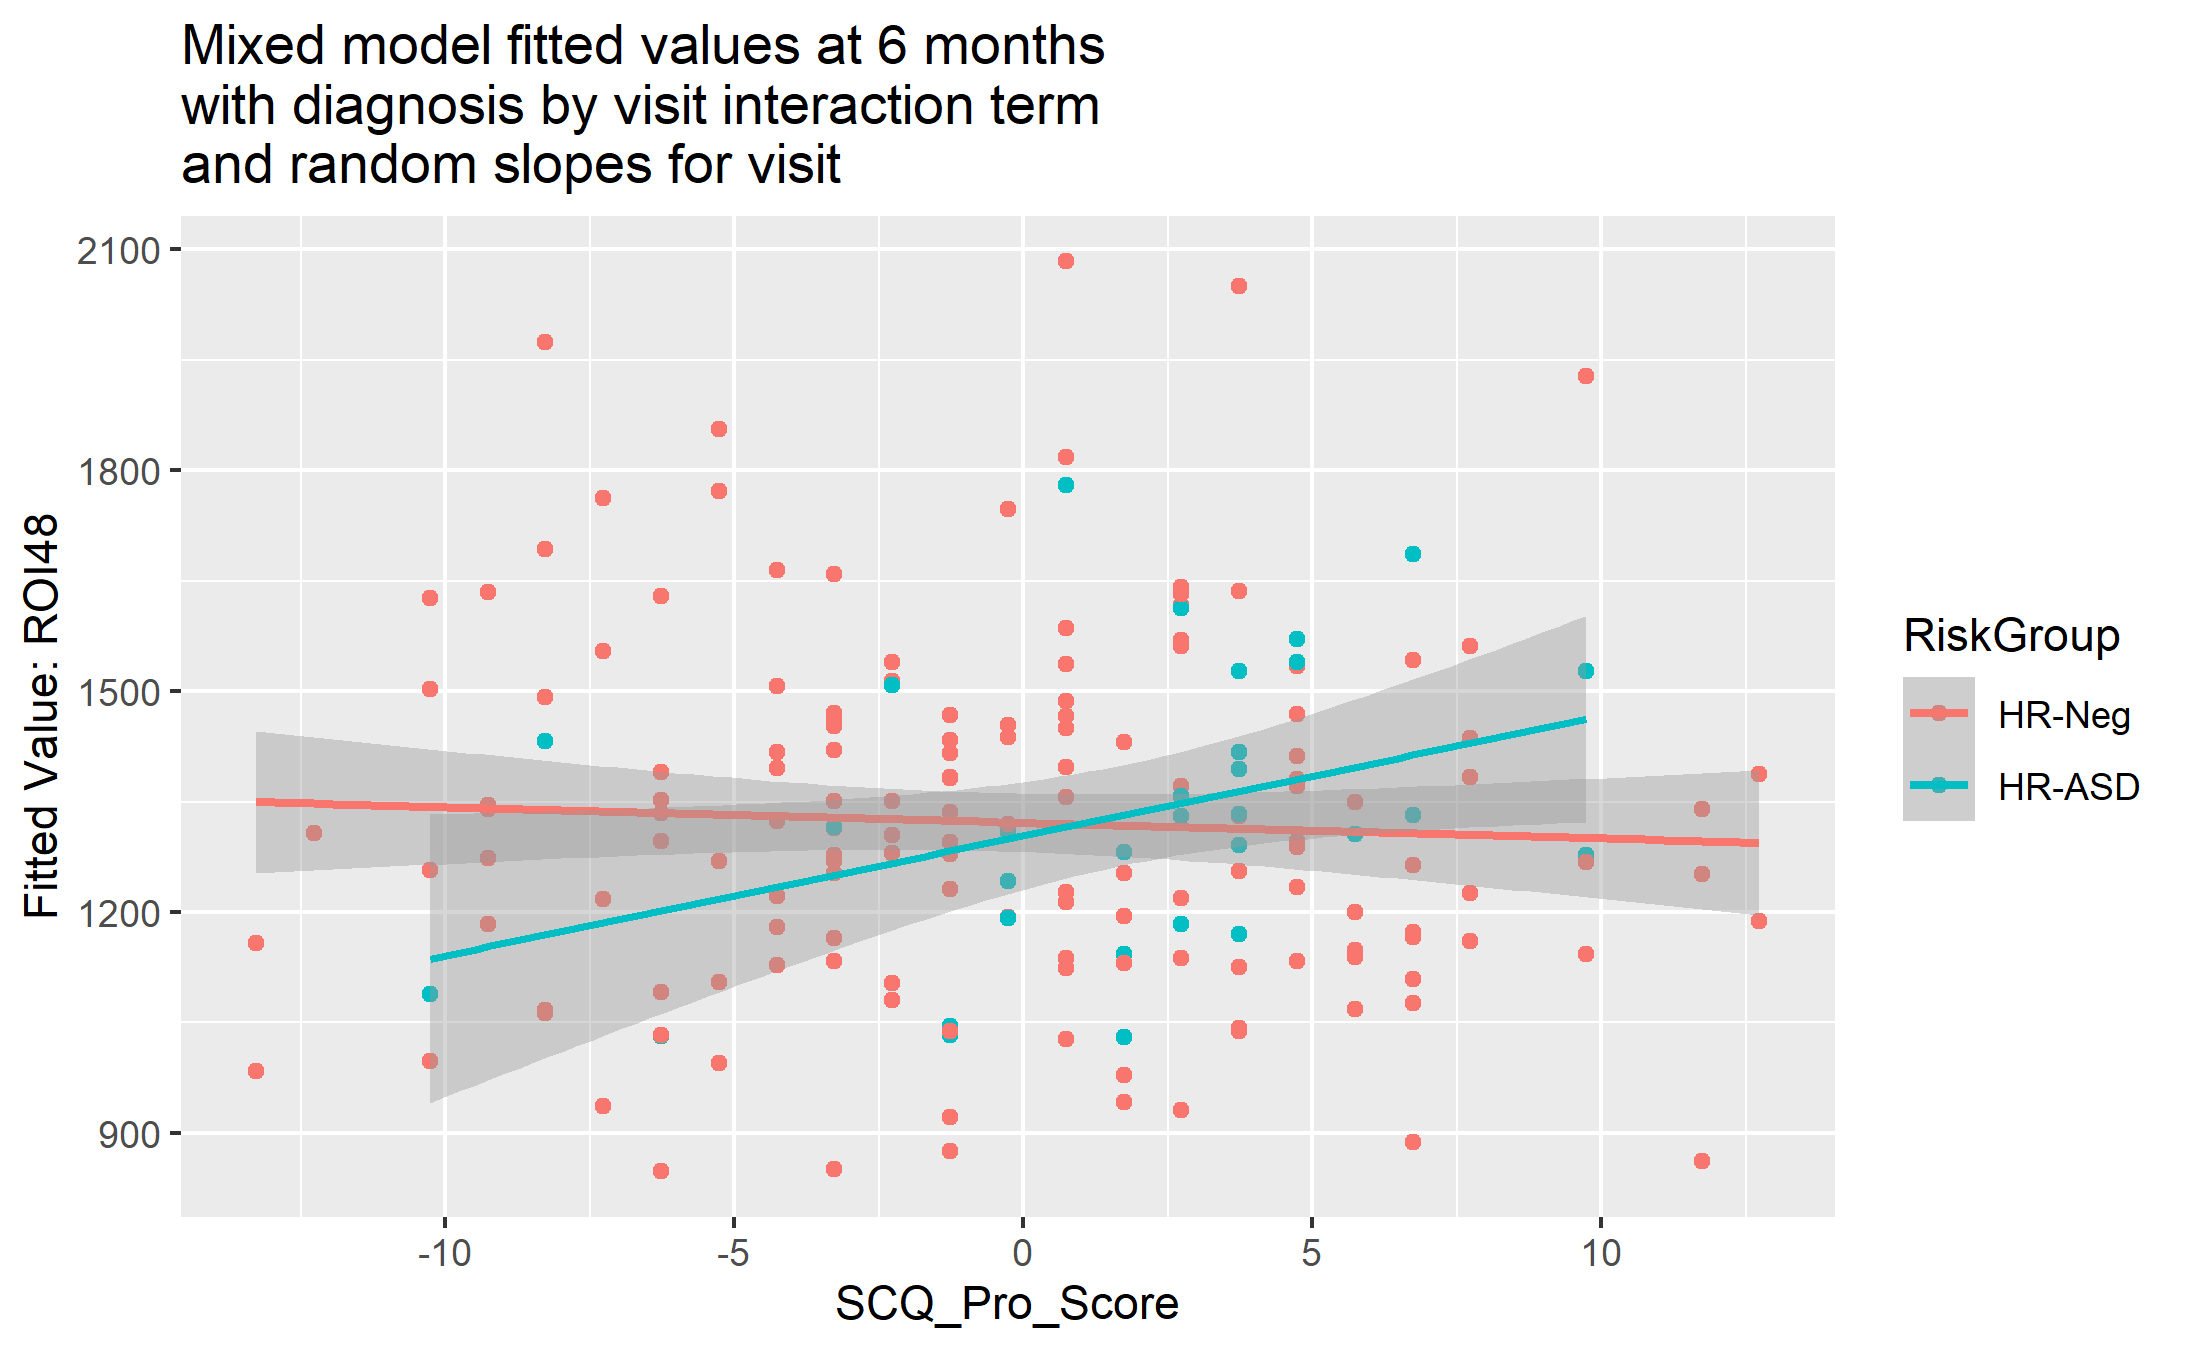 Mixed model fitted values at 6 months
with diagnosis by visit interaction term
and random slopes for visit
2100
1800
1500
1200
900
Fitted Value: ROI48
-10
-5
0
5
10
SCQ_Pro_Score
RiskGroup
HR-Neg
HR-ASD